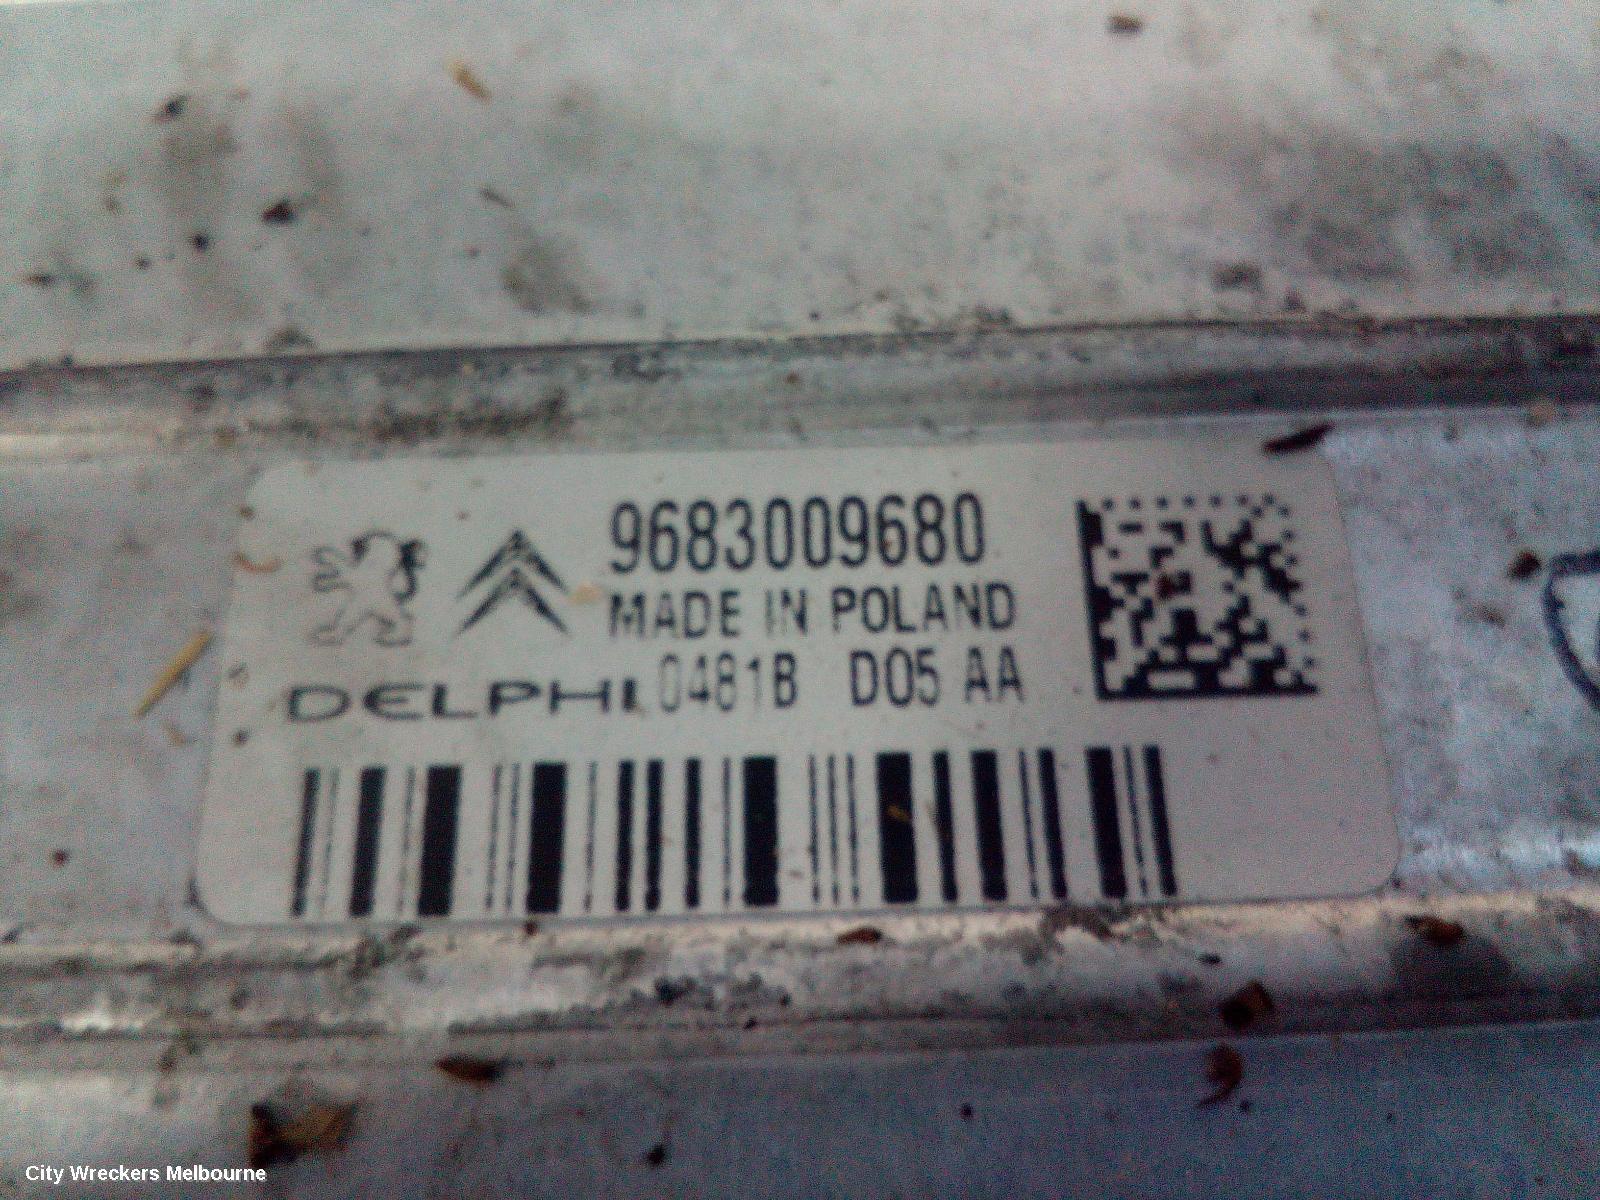 9683009680
MADE IN POLAND
DELPHI 0481B D05 AA
City Wreckers Melbourne